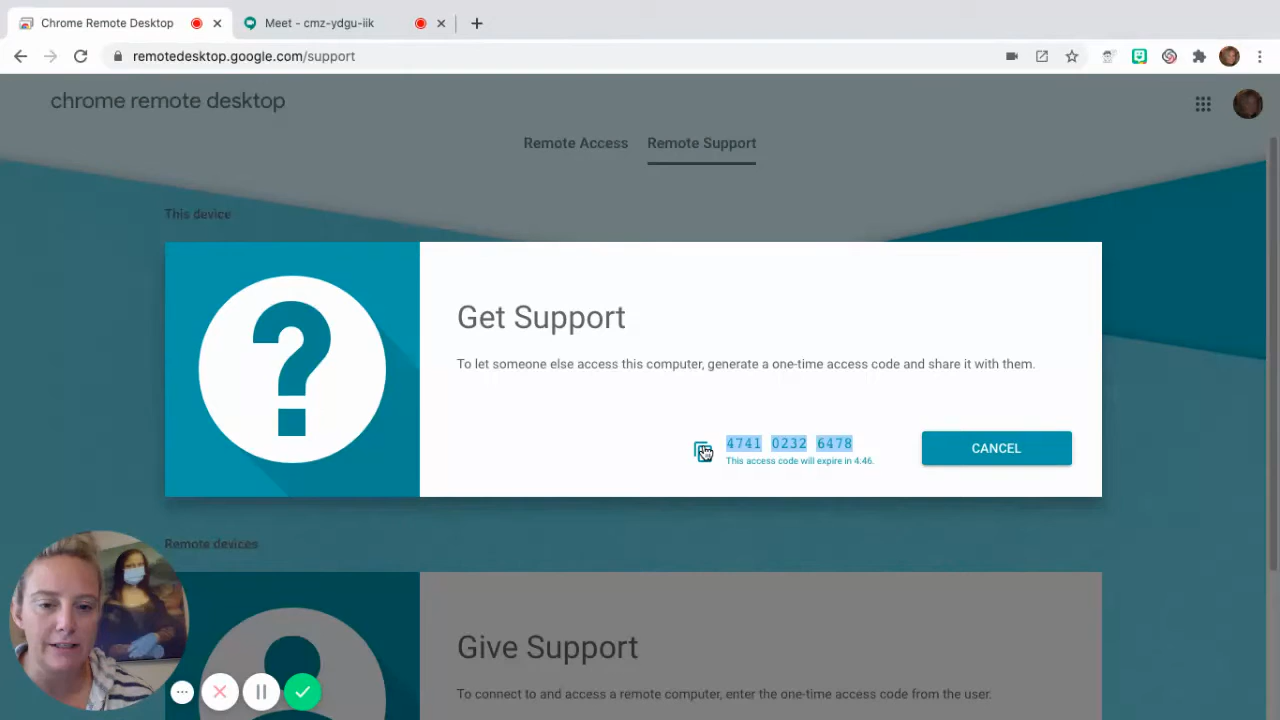 Chrome Remote Desktop
Meet - cmz-ydgu-iik
remotedesktop.google.com/support
chrome remote desktop
Remote Access Remote Support
This device
Get Support
To let someone else access this computer, generate a one-time access code and share it with them.
4741 0232 6478
This access code will expire in 4:46.
CANCEL
Remote devices
Give Support
To connect to and access a remote computer, enter the one-time access code from the user.